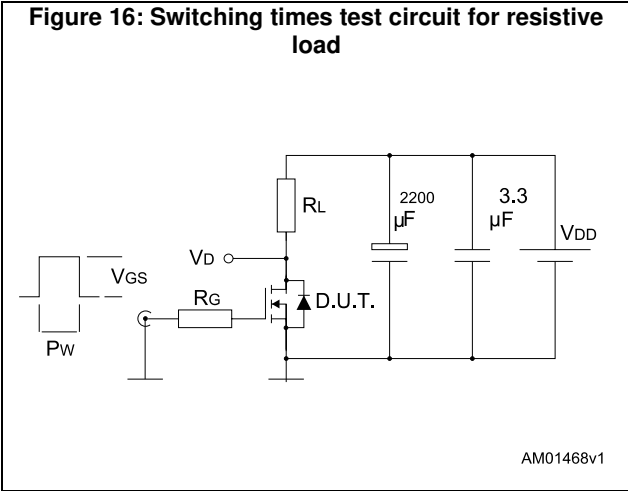 Figure 16: Switching times test circuit for resistive
load
2200
μF
3.3
μF
RL
VDD
VD
VGS
RG
D.U.T.
PW
AM01468v1